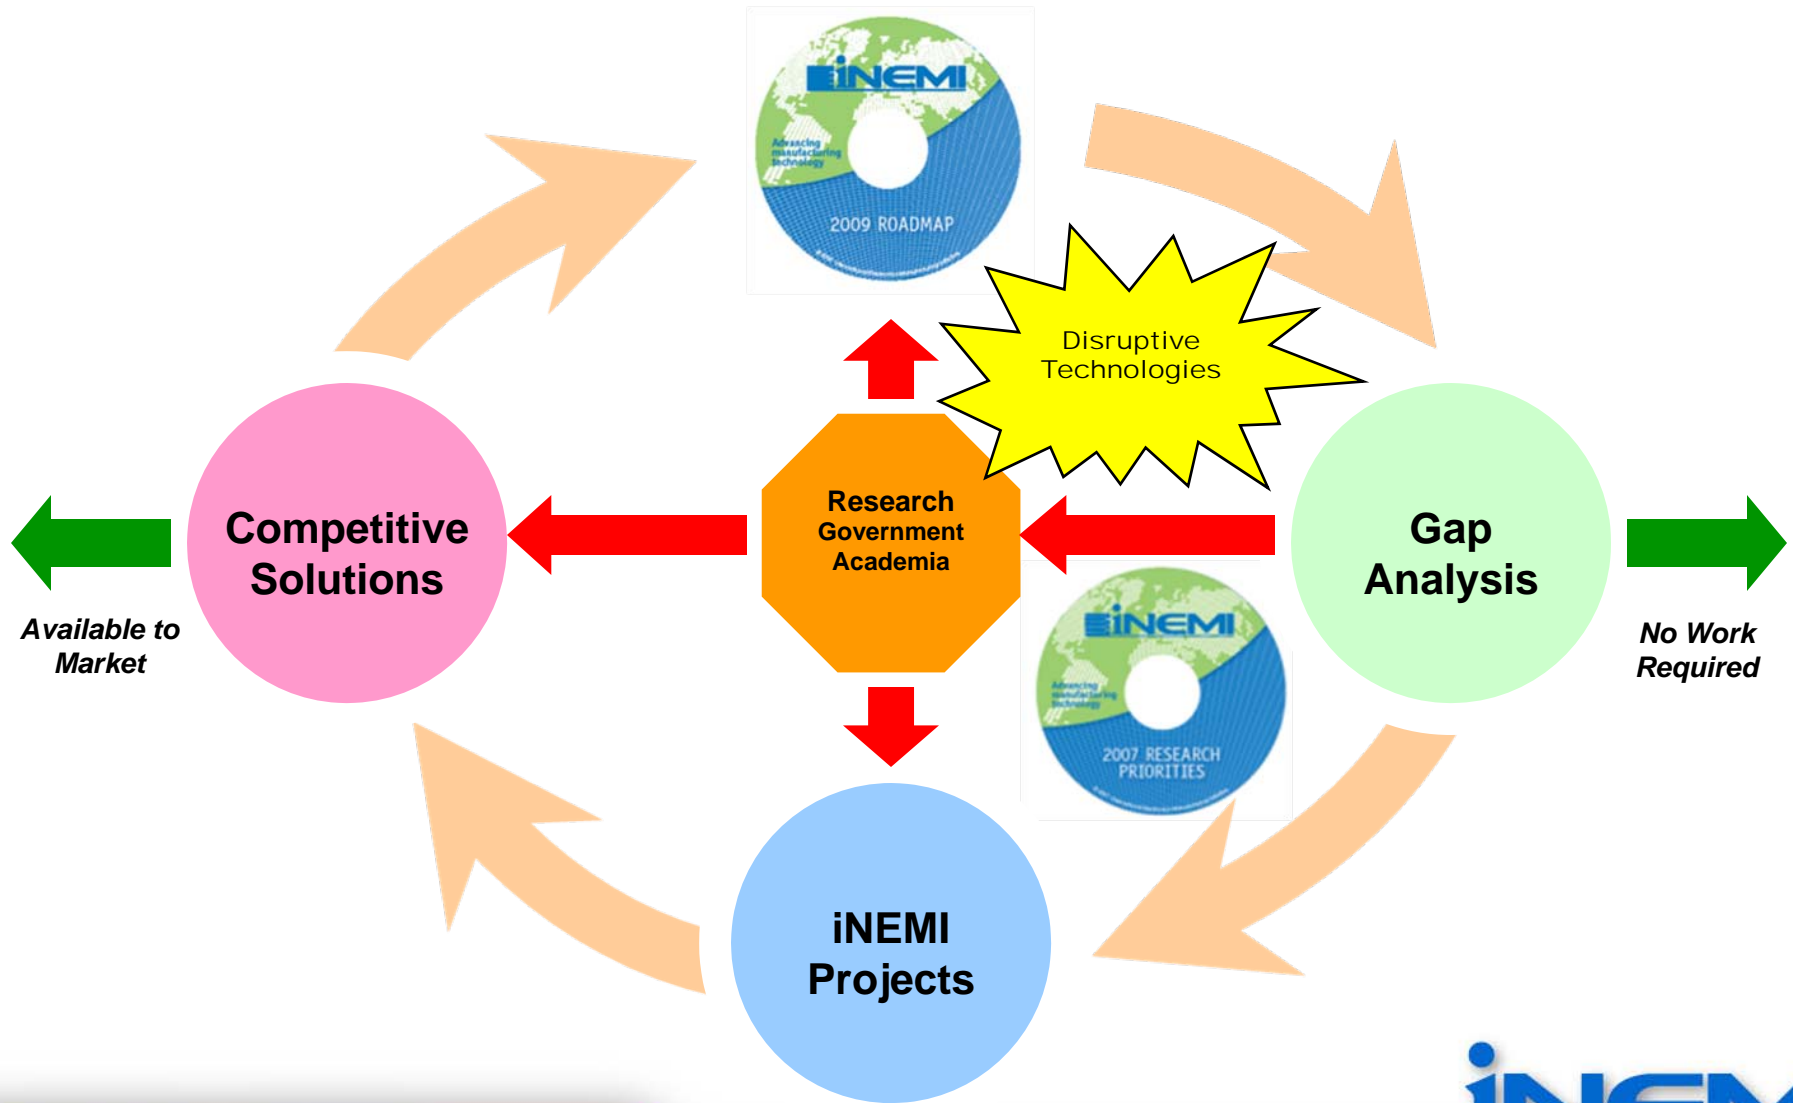 iNEMI
Advancing
manufacturing
technology
2009 ROADMAP
Disruptive
Technologies
Research
Government
Academia
Competitive
Solutions
Gap
Analysis
Available to
Market
No Work
Required
iNEMI
Advancing
manufacturing
technology
2007 RESEARCH
PRIORITIES
iNEMI
Projects